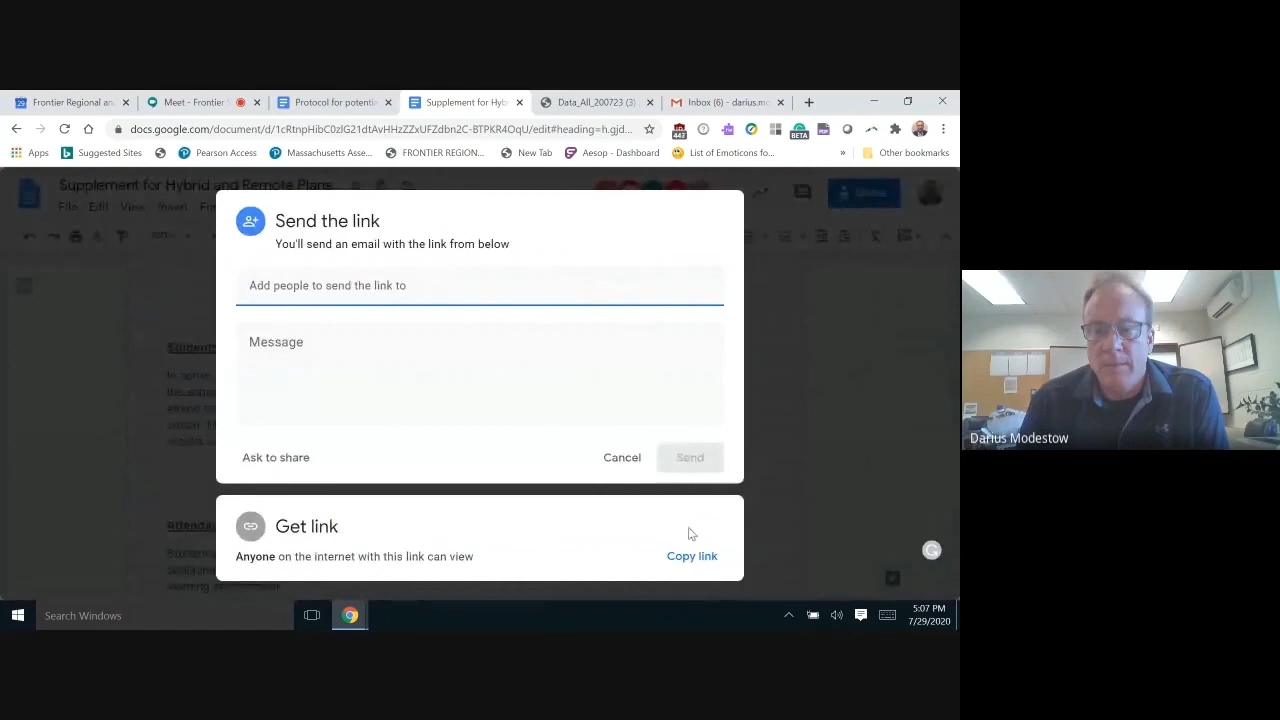 Frontier Regional an
Meet - Frontier S
Protocol for potenti
Supplement for Hyb
Data_All_200723 (3)
Inbox (6) - darius.m
docs.google.com/document/d/1cRtnpHibC0zlG21dtAvHHzZZxUFZdbn2C-BTPKR4OqU/edit#heading=h.gjd...
Apps
Suggested Sites
Pearson Access
Massachusetts Asse...
FRONTIER REGION...
New Tab
Aesop - Dashboard
List of Emoticons fo...
»
Other bookmarks
Supplement for Hybrid and Remote Plans
File Edit View Insert
Share
Send the link
You'll send an email with the link from below
Add people to send the link to
Message
Ask to share
Cancel
Send
Get link
Anyone on the internet with this link can view
Copy link
Darius Modestow
Search Windows
5:07 PM
7/29/2020